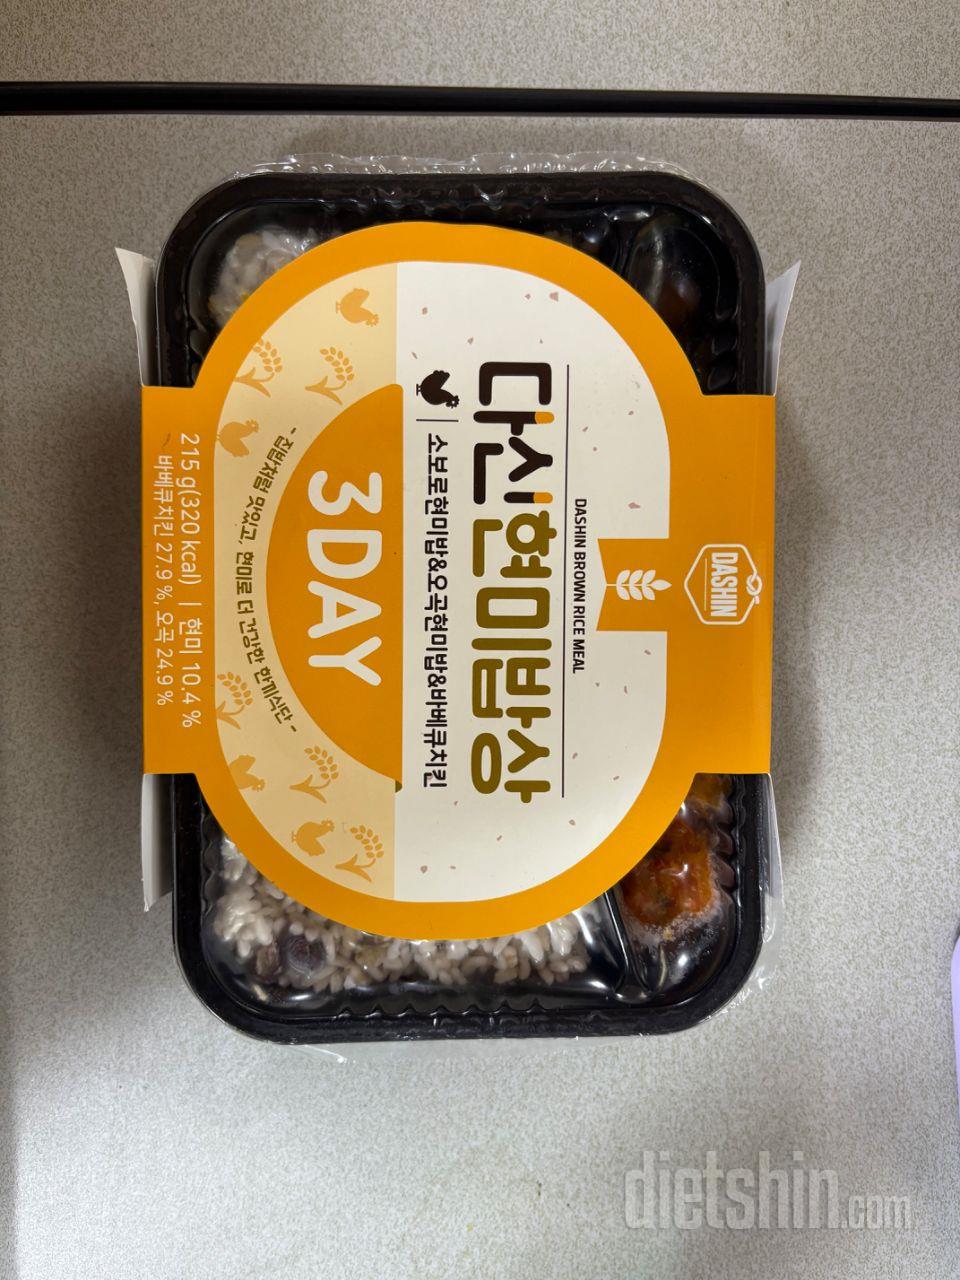 DASHIN
DASHIN BROWN RICE MEAL
다신현미밥상
소보로현미밥&오곡현미밥&바베큐치킨
3DAY
- 집밥처럼 맛있고, 현미로 더 건강한 한끼식단 -
215 g(320 kcal) | 현미 10.4 %
바베큐치킨 27.9 %, 오곡 24.9 %
dietshin.com